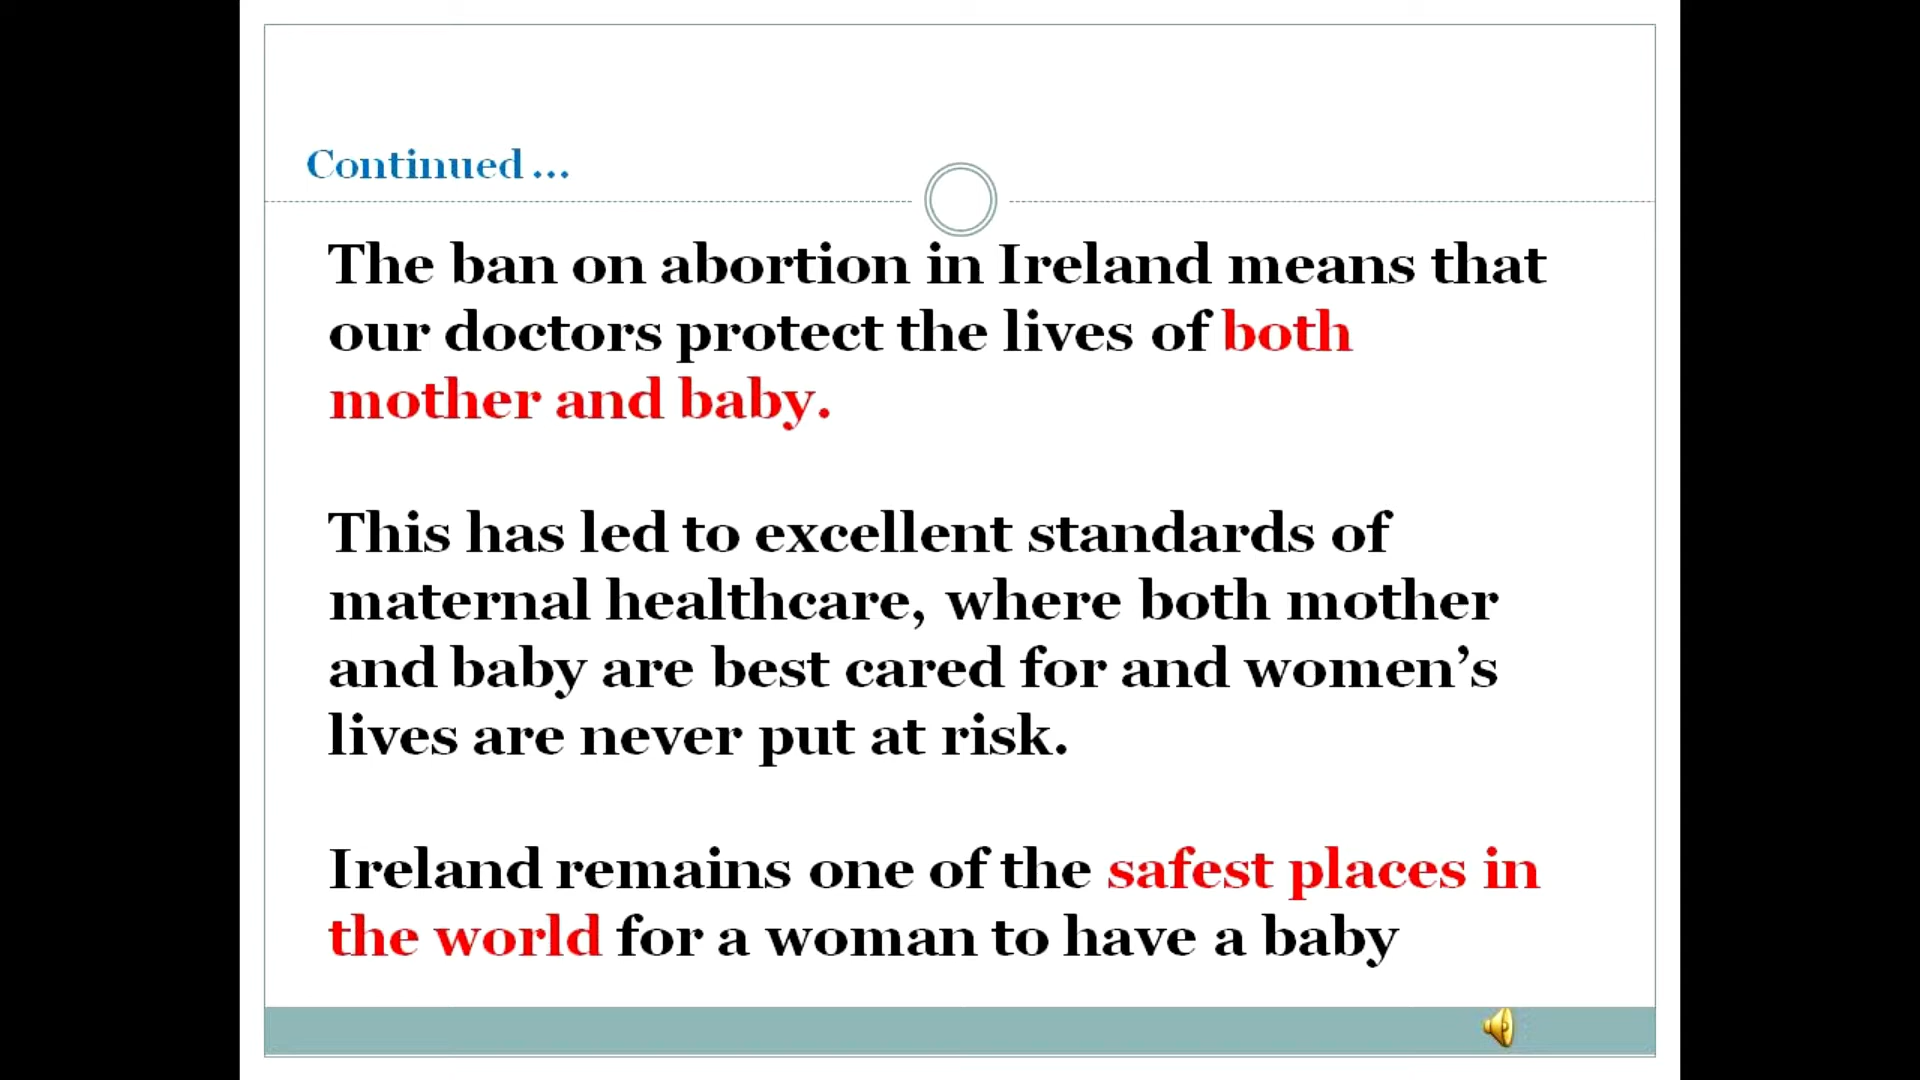 Continued ...
The ban on abortion in Ireland means that
our doctors protect the lives of both
mother and baby.
This has led to excellent standards of
maternal healthcare, where both mother
and baby are best cared for and women’s
lives are never put at risk.
Ireland remains one of the safest places in
the world for a woman to have a baby